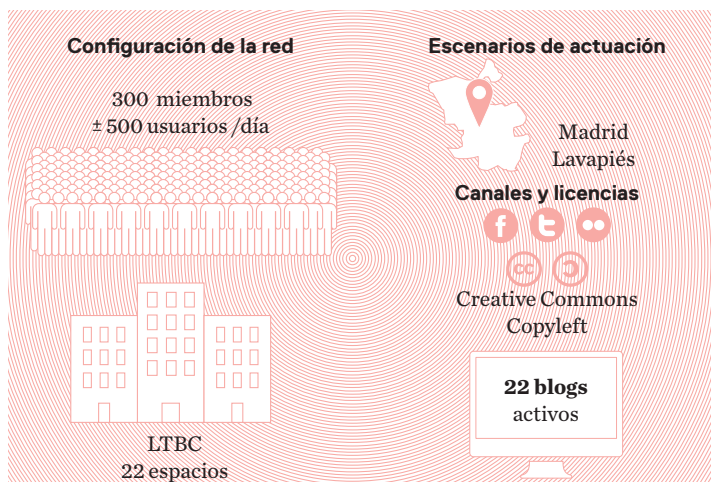 Configuración de la red
300 miembros
± 500 usuarios /día
LTBC
22 espacios
Escenarios de actuación
Madrid
Lavapiés
Canales y licencias
f t
cc
Creative Commons
Copyleft
22 blogs
activos